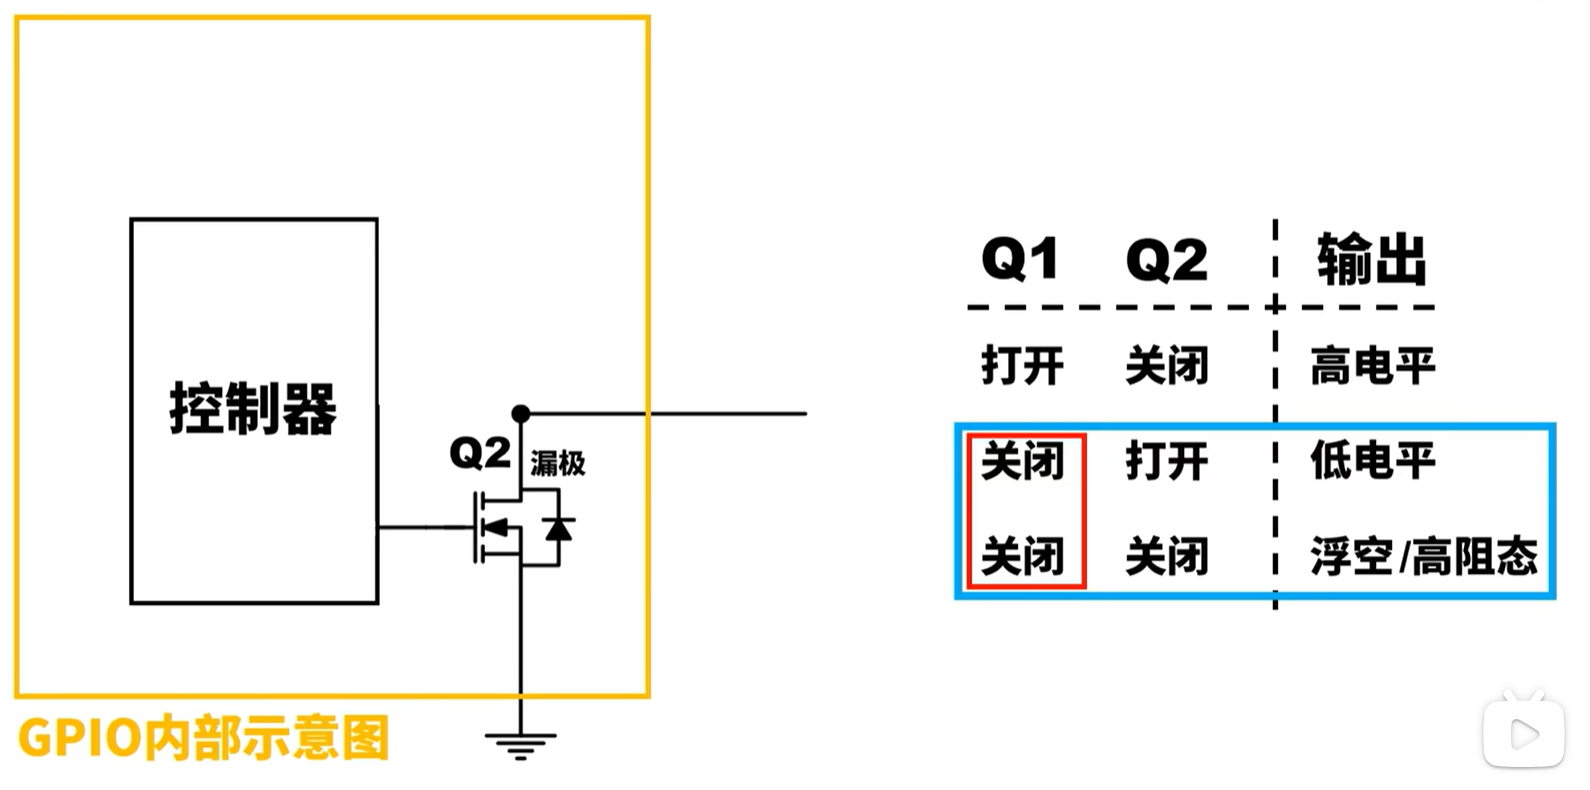 控制器
Q2
漏极
GPIO内部示意图
Q1 Q2 输出
打开 关闭 高电平
关闭 打开 低电平
关闭 关闭 浮空/高阻态